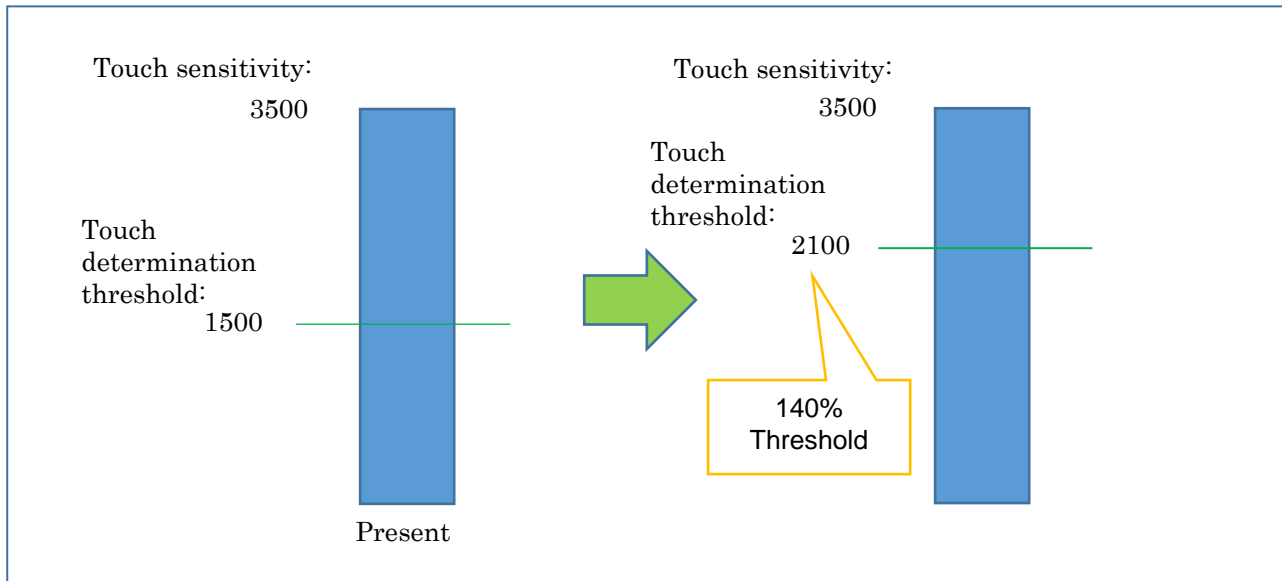 Touch sensitivity:
3500
Touch
determination
threshold:
1500
Present
Touch sensitivity:
3500
Touch
determination
threshold:
2100
140%
Threshold